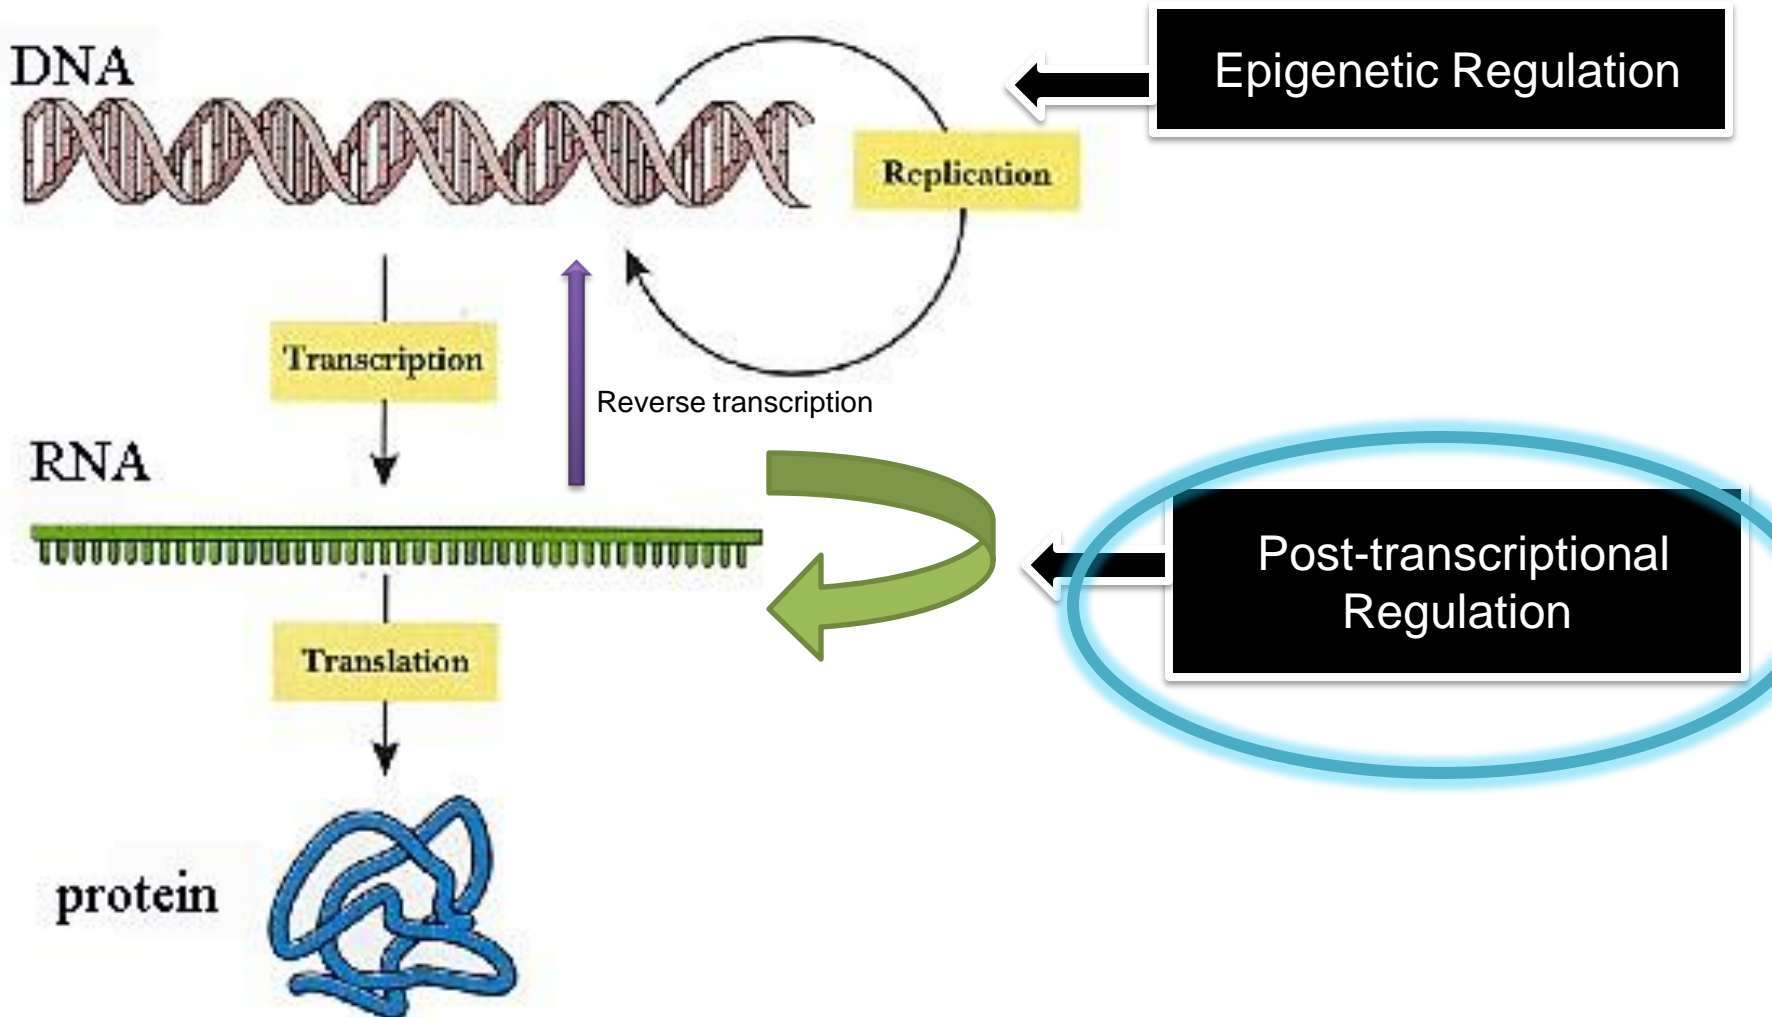 DNA
Epigenetic Regulation
Replication
Transcription
Reverse transcription
RNA
Post-transcriptional
Regulation
Translation
protein